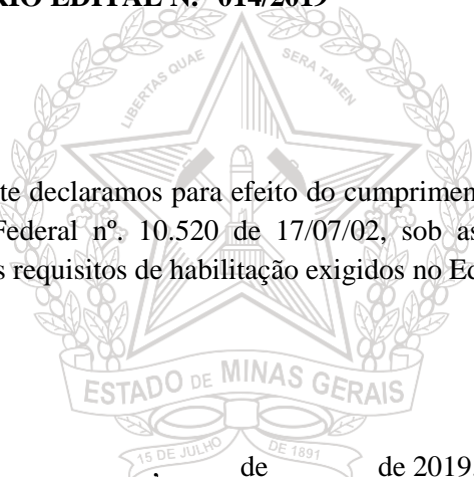 RIO EDITAL N.º 014/2019
LIBERTAS QUAE SERA TAMEN
te declaramos para efeito do cumprimen
Federal nº. 10.520 de 17/07/02, sob as
s requisitos de habilitação exigidos no Ed
ESTADO DE MINAS GERAIS
15 DE JULHO DE 1891
, de de 2019.